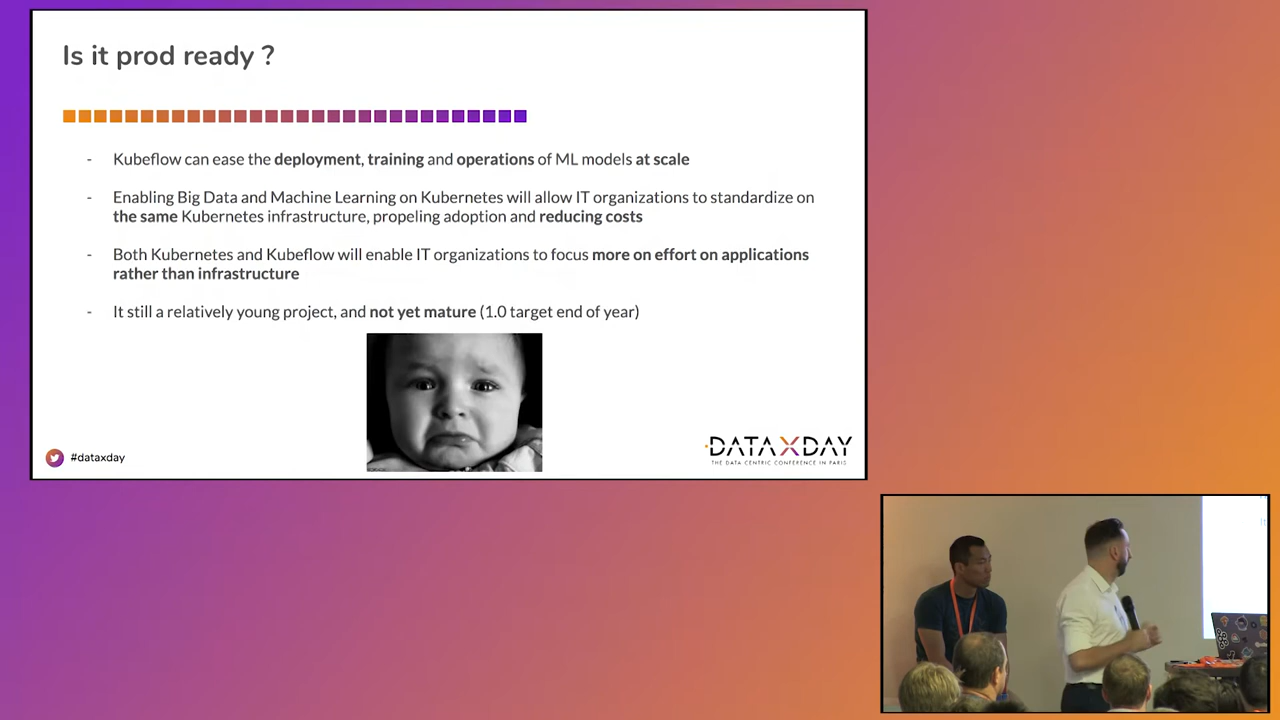 Is it prod ready ?
- Kubeflow can ease the deployment, training and operations of ML models at scale
- Enabling Big Data and Machine Learning on Kubernetes will allow IT organizations to standardize on
the same Kubernetes infrastructure, propeling adoption and reducing costs
- Both Kubernetes and Kubeflow will enable IT organizations to focus more on effort on applications
rather than infrastructure
- It still a relatively young project, and not yet mature (1.0 target end of year)
#dataxday
DATAXDAY
THE DATA CENTRIC CONFERENCE IN PARIS